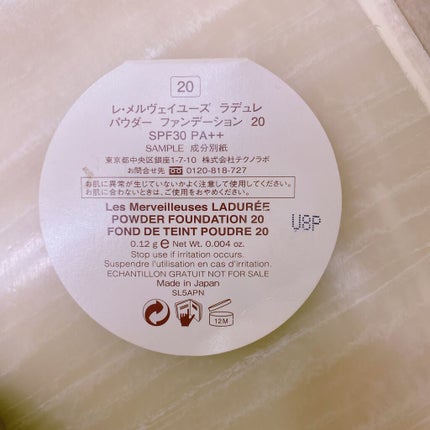 20
レ・メルヴェイユーズ ラデュレ
パウダー ファンデーション 20
SPF30 PA++
SAMPLE 成分別紙
東京都中央区銀座1-7-10 株式会社テクノラボ
お問合せ先 0120-818-727
お肌に異常が生じていないかよく注意して使用してください。
お肌に合わないときは、ご使用をおやめください。
Les Merveilleuses LADURÉE
POWDER FOUNDATION 20
FOND DE TEINT POUDRE 20
0.12 g ℮ Net Wt. 0.004 oz.
Stop use if irritation occurs.
Suspendre l'utilisation en cas d'irritation.
ECHANTILLON GRATUIT NOT FOR SALE
Made in Japan
SL5APN
12M
U8P